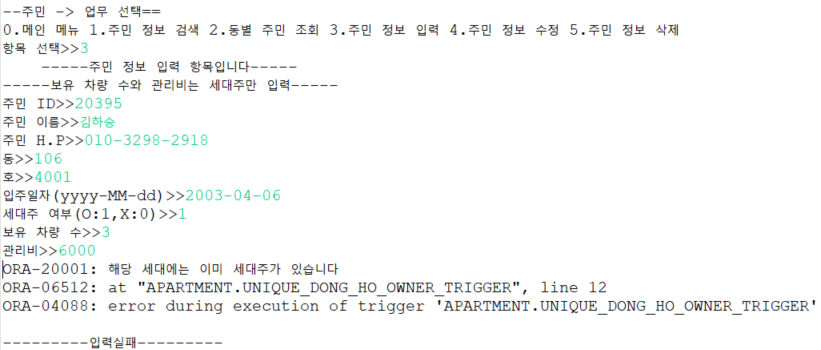 --주민 -> 업무 선택==
0.메인 메뉴 1.주민 정보 검색 2.동별 주민 조회 3.주민 정보 입력 4.주민 정보 수정 5.주민 정보 삭제
항목 선택>>3
-----주민 정보 입력 항목입니다-----
-----보유 차량 수와 관리비는 세대주만 입력-----
주민 ID>>20395
주민 이름>>김하승
주민 H.P>>010-3298-2918
동>>106
호>>4001
입주일자(yyyy-MM-dd)>>2003-04-06
세대주 여부(O:1,X:0)>>1
보유 차량 수>>3
관리비>>6000
ORA-20001: 해당 세대에는 이미 세대주가 있습니다
ORA-06512: at "APARTMENT.UNIQUE_DONG_HO_OWNER_TRIGGER", line 12
ORA-04088: error during execution of trigger 'APARTMENT.UNIQUE_DONG_HO_OWNER_TRIGGER'
---------입력실패---------